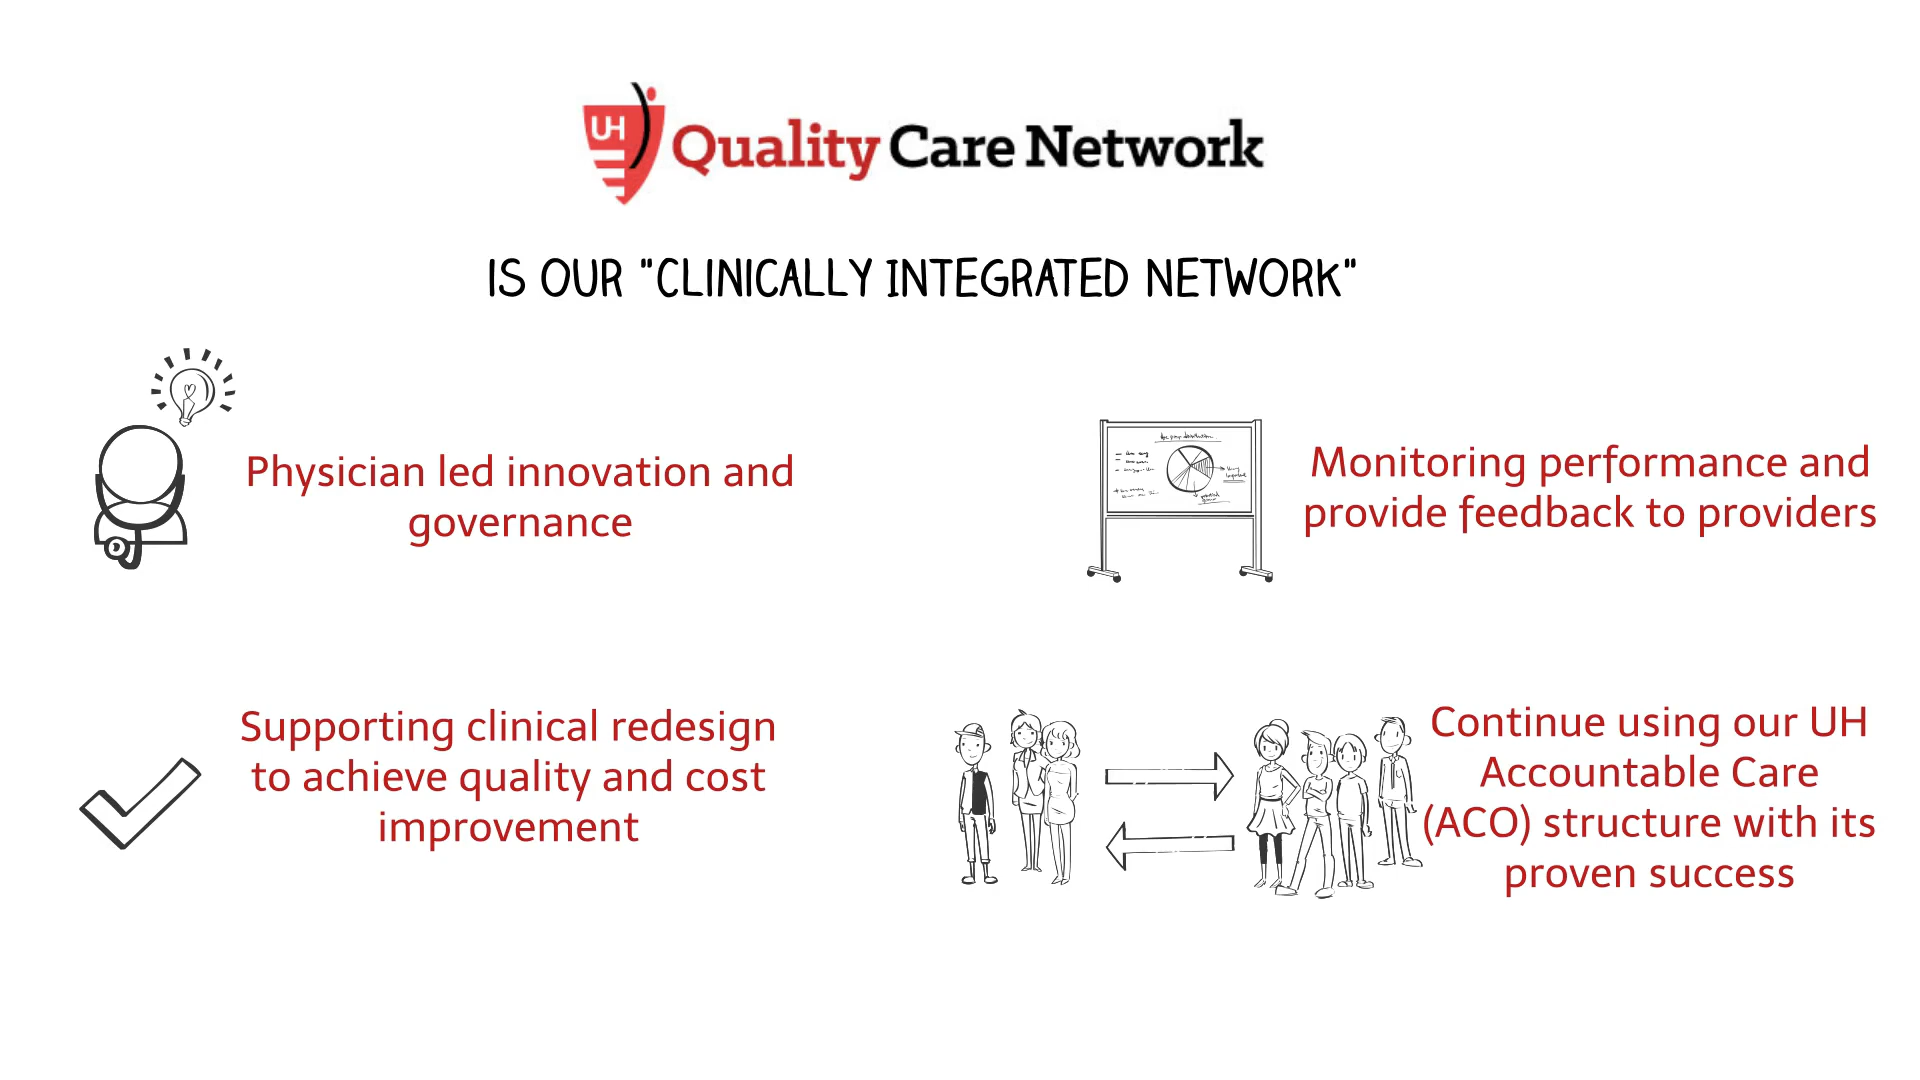 UH
Quality Care Network
IS OUR "CLINICALLY INTEGRATED NETWORK"
Physician led innovation and
governance
Monitoring performance and
provide feedback to providers
Supporting clinical redesign
to achieve quality and cost
improvement
Continue using our UH
Accountable Care
(ACO) structure with its
proven success